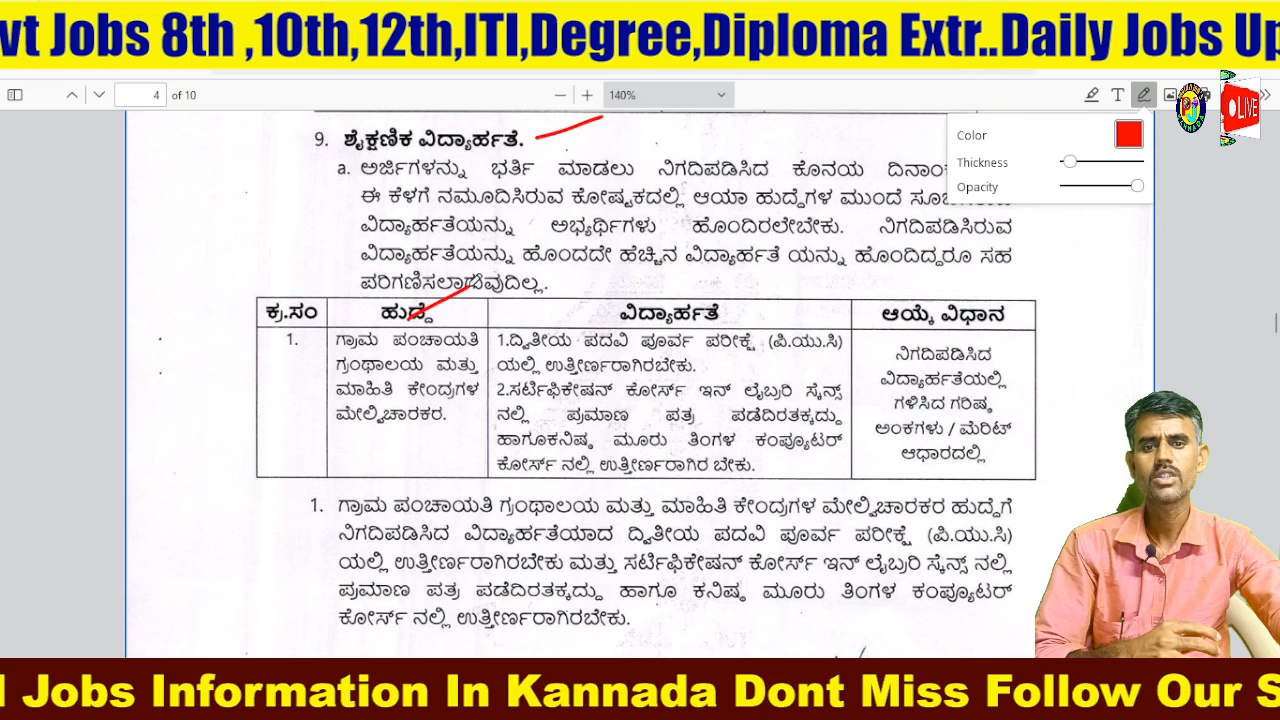 vt Jobs 8th ,10th,12th,ITI,Degree,Diploma Extr..Daily Jobs Up
4 of 10
140%
LIVE
Color
Thickness
Opacity
9. ಶೈಕ್ಷಣಿಕ ವಿದ್ಯಾರ್ಹತೆ.
a. ಅರ್ಜಿಗಳನ್ನು ಭರ್ತಿ ಮಾಡಲು ನಿಗದಿಪಡಿಸಿದ ಕೊನಯ
ಈ ಕೆಳಗೆ ನಮೂದಿಸಿರುವ ಕೋಷ್ಟಕದಲ್ಲಿ ಆಯಾ ಹುದ್ದೆಗಳ ಮುಂದೆ
ವಿದ್ಯಾರ್ಹತೆಯನ್ನು ಅಭ್ಯರ್ಥಿಗಳು ಹೊಂದಿರಲೇಬೇಕು. ನಿಗದಿಪಡಿಸಿರುವ
ವಿದ್ಯಾರ್ಹತೆಯನ್ನು ಹೊಂದದೇ ಹೆಚ್ಚಿನ ವಿದ್ಯಾರ್ಹತೆ ಯನ್ನು ಹೊಂದಿದ್ದರೂ ಸಹ
ಪರಿಗಣಿಸಲಾಗುವುದಿಲ್ಲ.
ಕ್ರ.ಸಂ ಹುದ್ದೆ ವಿದ್ಯಾರ್ಹತೆ ಆಯ್ಕೆ ವಿಧಾನ
1. ಗ್ರಾಮ ಪಂಚಾಯತಿ
ಗ್ರಂಥಾಲಯ ಮತ್ತು
ಮಾಹಿತಿ ಕೇಂದ್ರಗಳ
ಮೇಲ್ವಿಚಾರಕರ.
1.ದ್ವಿತೀಯ ಪದವಿ ಪೂರ್ವ ಪರೀಕ್ಷೆ (ಪಿ.ಯು.ಸಿ)
ಯಲ್ಲಿ ಉತ್ತೀರ್ಣರಾಗಿರಬೇಕು.
2.ಸರ್ಟಿಫಿಕೇಷನ್ ಕೋರ್ಸ್ ಇನ್ ಲೈಬ್ರರಿ ಸೈನ್ಸ್
ನಲ್ಲಿ ಪ್ರಮಾಣ ಪತ್ರ ಪಡೆದಿರತಕ್ಕದ್ದು
ಹಾಗೂಕನಿಷ್ಠ ಮೂರು ತಿಂಗಳ ಕಂಪ್ಯೂಟರ್
ಕೋರ್ಸ್ ನಲ್ಲಿ ಉತ್ತೀರ್ಣರಾಗಿರ ಬೇಕು.
ನಿಗದಿಪಡಿಸಿದ
ವಿದ್ಯಾರ್ಹತೆಯಲ್ಲಿ
ಗಳಿಸಿದ ಗರಿಷ್ಠ
ಅಂಕಗಳು / ಮೆರಿಟ್
ಆಧಾರದಲ್ಲಿ
1. ಗ್ರಾಮ ಪಂಚಾಯತಿ ಗ್ರಂಥಾಲಯ ಮತ್ತು ಮಾಹಿತಿ ಕೇಂದ್ರಗಳ ಮೇಲ್ವಿಚಾರಕರ ಹುದ್ದೆಗೆ
ನಿಗದಿಪಡಿಸಿದ ವಿದ್ಯಾರ್ಹತೆಯಾದ ದ್ವಿತೀಯ ಪದವಿ ಪೂರ್ವ ಪರೀಕ್ಷೆ (ಪಿ.ಯು.ಸಿ)
ಯಲ್ಲಿ ಉತ್ತೀರ್ಣರಾಗಿರಬೇಕು ಮತ್ತು ಸರ್ಟಿಫಿಕೇಷನ್ ಕೋರ್ಸ್ ಇನ್ ಲೈಬ್ರರಿ ಸೈನ್ಸ್ ನಲ್ಲಿ
ಪ್ರಮಾಣ ಪತ್ರ ಪಡೆದಿರತಕ್ಕದ್ದು ಹಾಗೂ ಕನಿಷ್ಠ ಮೂರು ತಿಂಗಳ ಕಂಪ್ಯೂಟರ್
ಕೋರ್ಸ್ ನಲ್ಲಿ ಉತ್ತೀರ್ಣರಾಗಿರಬೇಕು.
l Jobs Information In Kannada Dont Miss Follow Our S